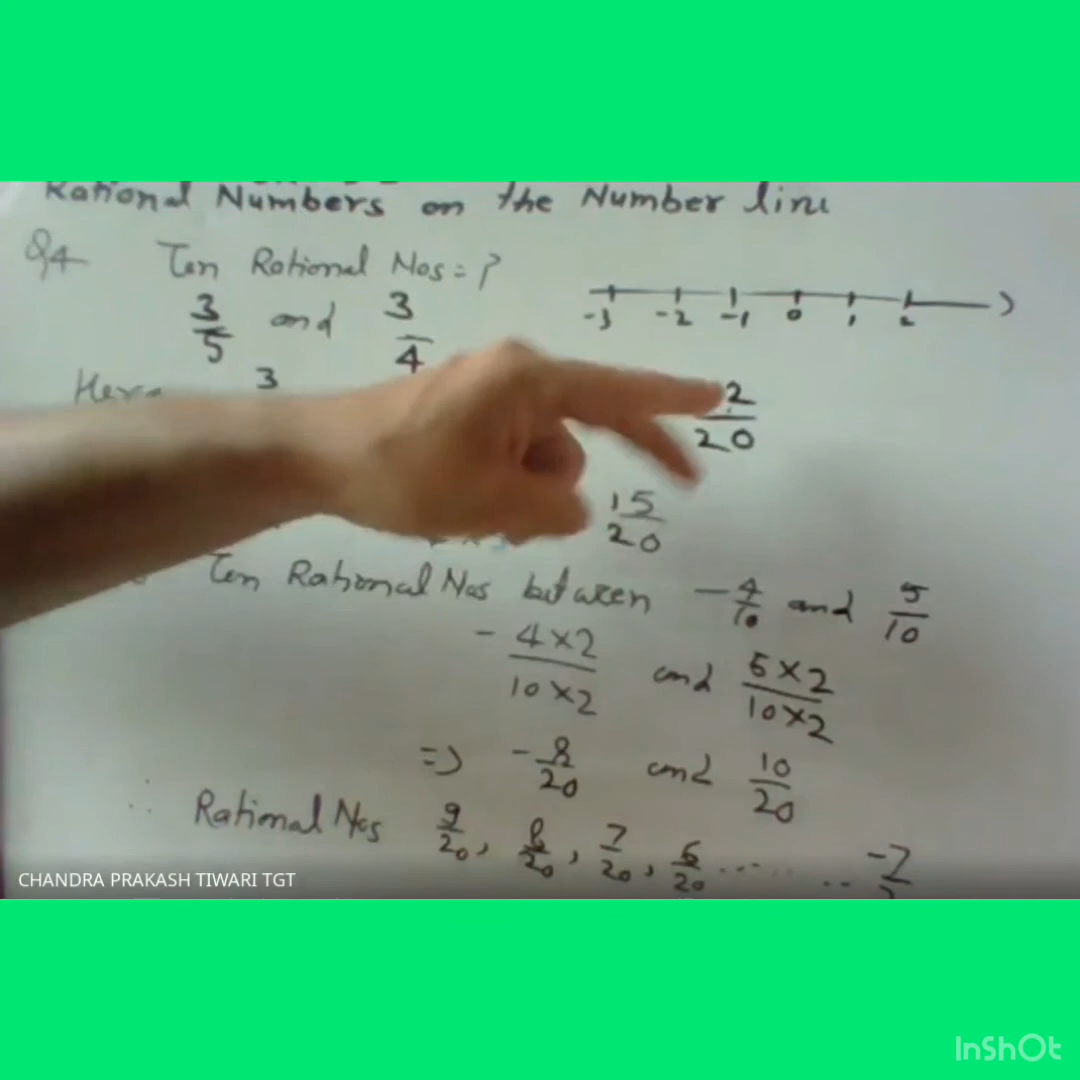 Rational Numbers on the Number line
Q4 Ten Rational Nos = ?
3/5 and 3/4
-3 -2 -1 0 1 2
Here 3
2/20
15/20
Ten Rational Nos between -4/10 and 5/10
-4×2/10×2 and 5×2/10×2
=> -8/20 and 10/20
∴ Rational Nos 9/20, 8/20, 7/20, 6/20 ..... .. -7
CHANDRA PRAKASH TIWARI TGT
InShOt